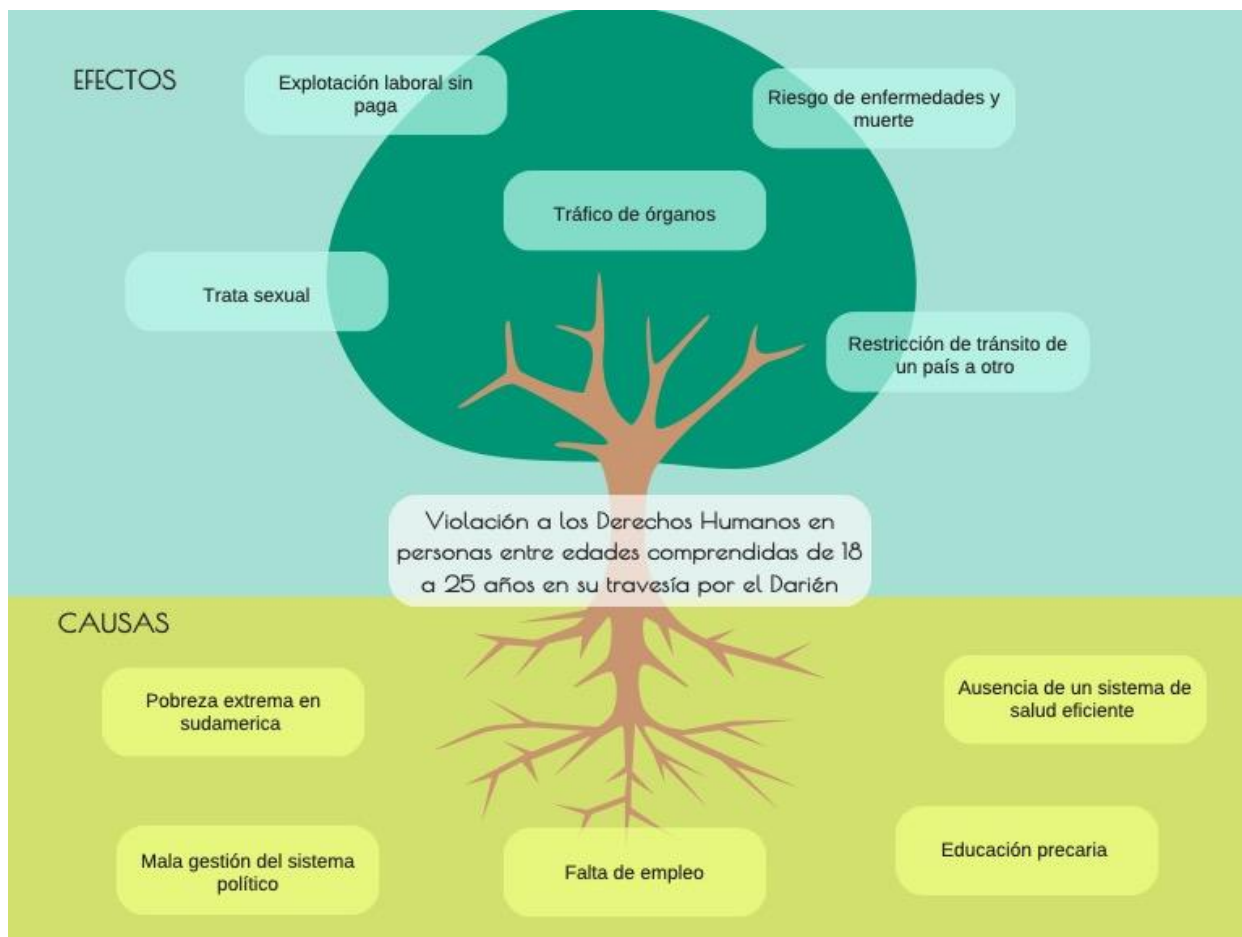 EFECTOS
Explotación laboral sin
paga
Riesgo de enfermedades y
muerte
Tráfico de órganos
Trata sexual
Restricción de tránsito de
un país a otro
Violación a los Derechos Humanos en
personas entre edades comprendidas de 18
a 25 años en su travesía por el Darién
CAUSAS
Pobreza extrema en
sudamerica
Ausencia de un sistema de
salud eficiente
Mala gestión del sistema
político
Falta de empleo
Educación precaria